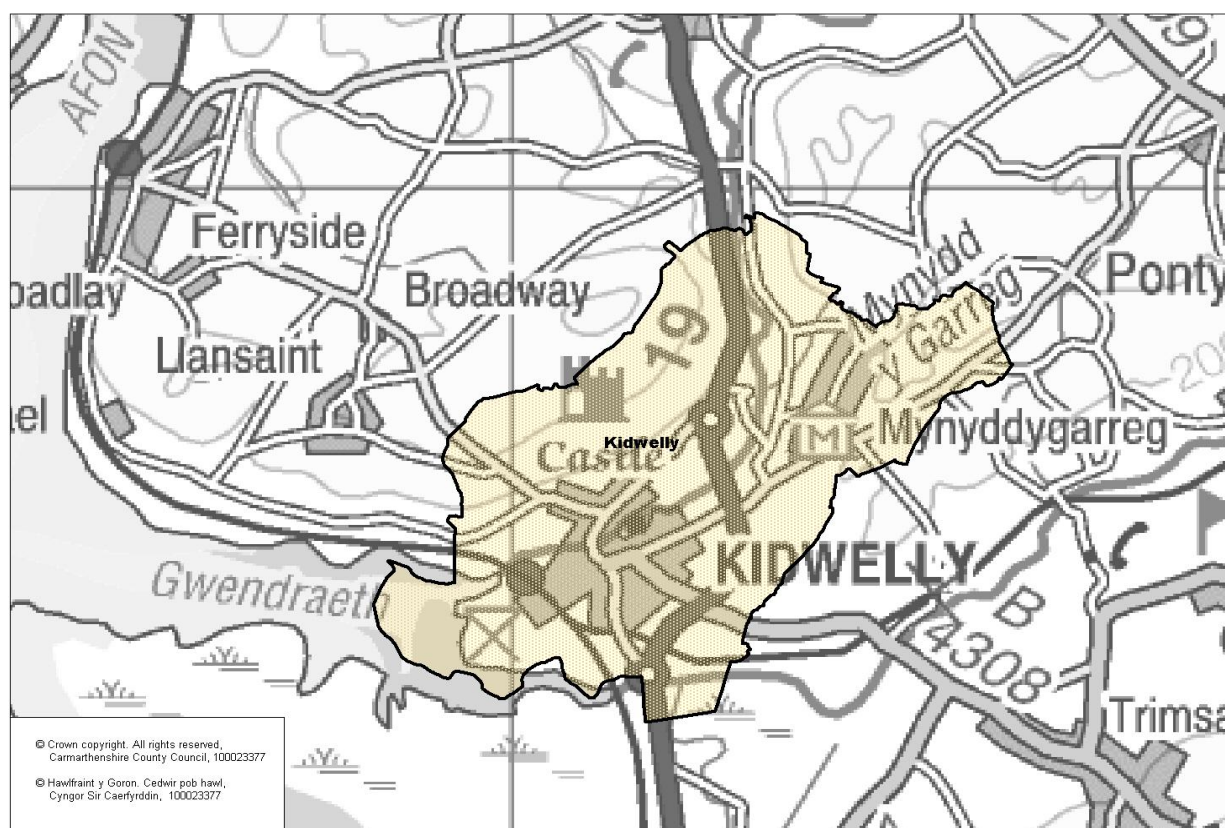 AFON
Ferryside
oadlay
Broadway
Llansaint
19
Mynydd
y Garreg
Ponty
Castle
Kidwelly
M
Mynyddygarreg
KIDWELLY
Gwendraeth
B
4308
Trimsa
© Crown copyright. All rights reserved,
Carmarthenshire County Council, 100023377
© Hawlfraint y Goron. Cedwir pob hawl,
Cyngor Sir Caerfyrddin, 100023377